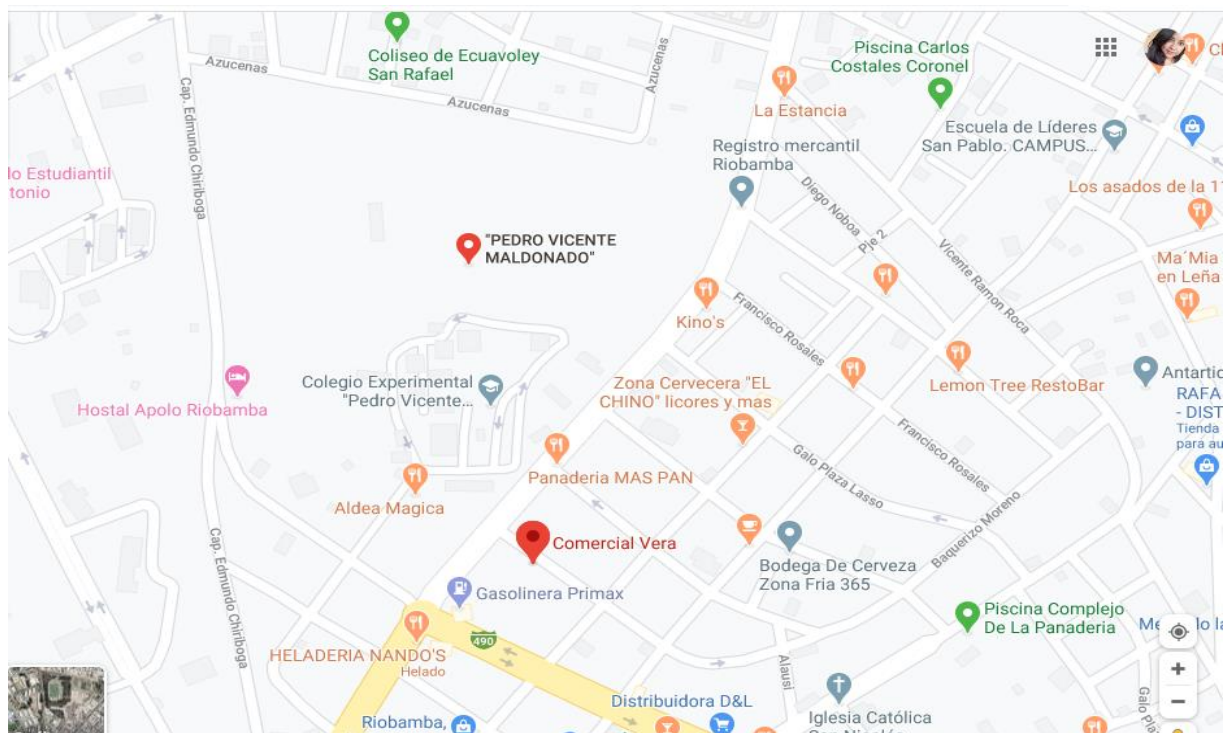 Coliseo de Ecuavoley
San Rafael
Azucenas
Azucenas
Azucenas
Cap. Edmundo Chiriboga
Piscina Carlos
Costales Coronel
La Estancia
Escuela de Líderes
San Pablo. CAMPUS...
Registro mercantil
Riobamba
lo Estudiantil
tonio
Los asados de la 1
Diego Noboa
Pje 2
Vicente Ramon Roca
"PEDRO VICENTE
MALDONADO"
Ma´Mia
en Leña
Kino's
Francisco Rosales
Colegio Experimental
"Pedro Vicente...
Hostal Apolo Riobamba
Zona Cervecera "EL
CHINO" licores y mas
Lemon Tree RestoBar
Antartic
RAFA
- DIST
Tienda
para au
Francisco Rosales
Galo Plaza Lasso
Panaderia MAS PAN
Aldea Magica
Baquerizo Moreno
Comercial Vera
Cap. Edmundo Chiriboga
Bodega De Cerveza
Zona Fria 365
Gasolinera Primax
Piscina Complejo
De La Panaderia
490
HELADERIA NANDO'S
Helado
Alausí
Distribuidora D&L
Riobamba,
Iglesia Católica
Galo Pla